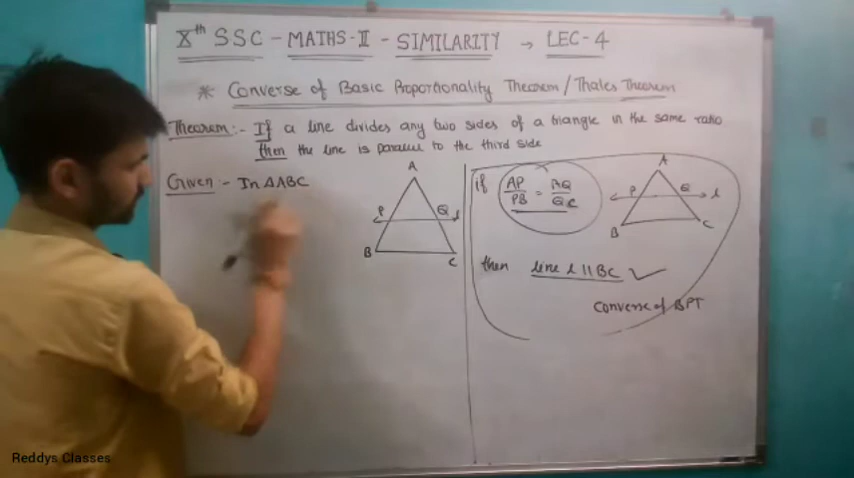 Xth SSC - MATHS-II - SIMILARITY → LEC-4
* Converse of Basic Proportionality Theorem / Thales Theorem
Theorem:- If a line divides any two sides of a triangle in the same ratio
then the line is parallel to the third side
Given:- In ΔABC
A
P
Q
l
B
C
if AP/PB = AQ/QC
A
P
Q
l
B
C
then line l || BC ✓
Converse of BPT
Reddys Classes